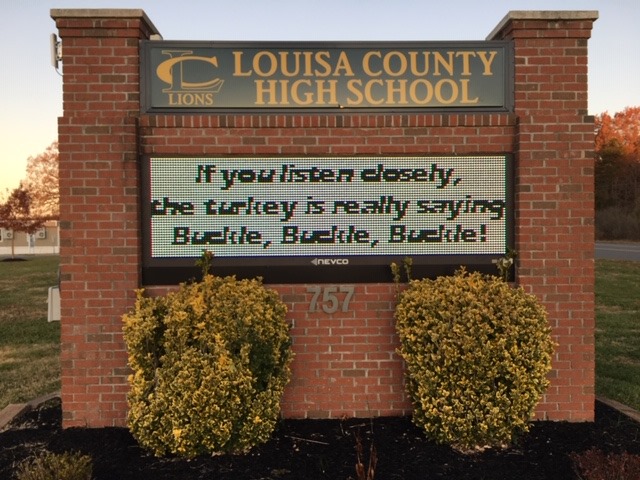 LC
LIONS
LOUISA COUNTY
HIGH SCHOOL
If you listen closely,
the turkey is really saying
Buckle, Buckle, Buckle!
NEVCO
757